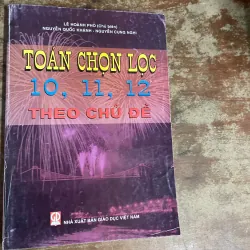 LÊ HOÀNH PHÒ (Chủ biên)
NGUYỄN QUỐC KHÁNH - NGUYỄN CUNG NGHI
TOÁN CHỌN LỌC
10, 11, 12
THEO CHỦ ĐỀ
NHÀ XUẤT BẢN GIÁO DỤC VIỆT NAM